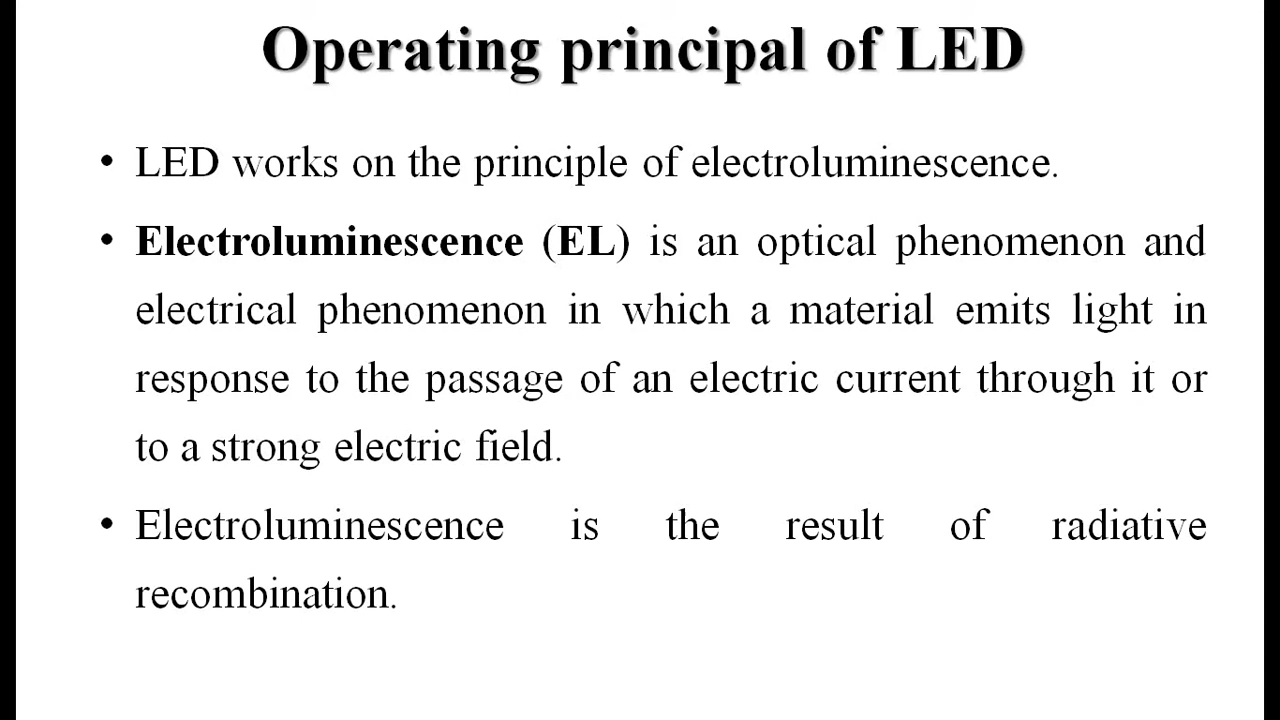 Operating principal of LED
• LED works on the principle of electroluminescence.
• Electroluminescence (EL) is an optical phenomenon and
electrical phenomenon in which a material emits light in
response to the passage of an electric current through it or
to a strong electric field.
• Electroluminescence is the result of radiative
recombination.